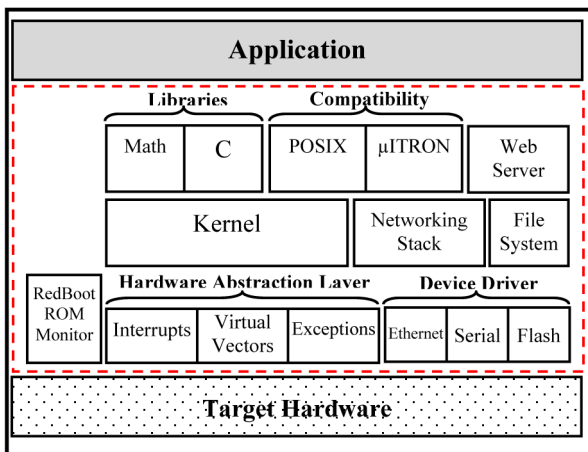 Application
Libraries
Compatibility
Math
C
POSIX
µITRON
Web
Server
Kernel
Networking
Stack
File
System
RedBoot
ROM
Monitor
Hardware Abstraction Layer
Interrupts
Virtual
Vectors
Exceptions
Device Driver
Ethernet
Serial
Flash
Target Hardware